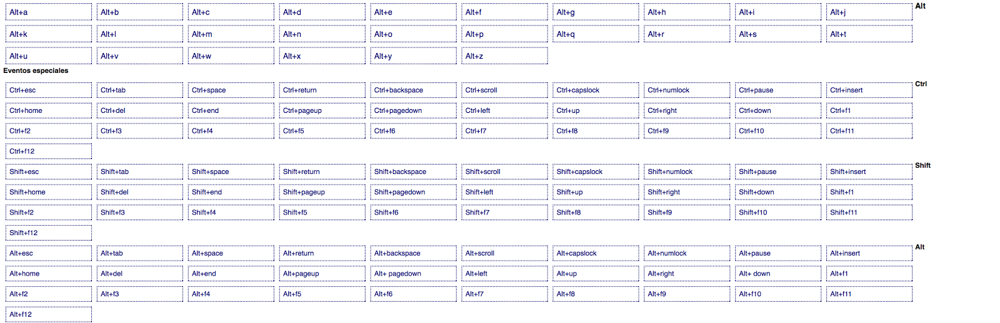 Alt+a Alt+b Alt+c Alt+d Alt+e Alt+f Alt+g Alt+h Alt+i Alt+j Alt
Alt+k Alt+l Alt+m Alt+n Alt+o Alt+p Alt+q Alt+r Alt+s Alt+t
Alt+u Alt+v Alt+w Alt+x Alt+y Alt+z
Eventos especiales
Ctrl+esc Ctrl+tab Ctrl+space Ctrl+return Ctrl+backspace Ctrl+scroll Ctrl+capslock Ctrl+numlock Ctrl+pause Ctrl+insert Ctrl
Ctrl+home Ctrl+del Ctrl+end Ctrl+pageup Ctrl+pagedown Ctrl+left Ctrl+up Ctrl+right Ctrl+down Ctrl+f1
Ctrl+f2 Ctrl+f3 Ctrl+f4 Ctrl+f5 Ctrl+f6 Ctrl+f7 Ctrl+f8 Ctrl+f9 Ctrl+f10 Ctrl+f11
Ctrl+f12
Shift+esc Shift+tab Shift+space Shift+return Shift+backspace Shift+scroll Shift+capslock Shift+numlock Shift+pause Shift+insert Shift
Shift+home Shift+del Shift+end Shift+pageup Shift+pagedown Shift+left Shift+up Shift+right Shift+down Shift+f1
Shift+f2 Shift+f3 Shift+f4 Shift+f5 Shift+f6 Shift+f7 Shift+f8 Shift+f9 Shift+f10 Shift+f11
Shift+f12
Alt+esc Alt+tab Alt+space Alt+return Alt+backspace Alt+scroll Alt+capslock Alt+numlock Alt+pause Alt+insert Alt
Alt+home Alt+del Alt+end Alt+pageup Alt+ pagedown Alt+left Alt+up Alt+right Alt+ down Alt+f1
Alt+f2 Alt+f3 Alt+f4 Alt+f5 Alt+f6 Alt+f7 Alt+f8 Alt+f9 Alt+f10 Alt+f11
Alt+f12